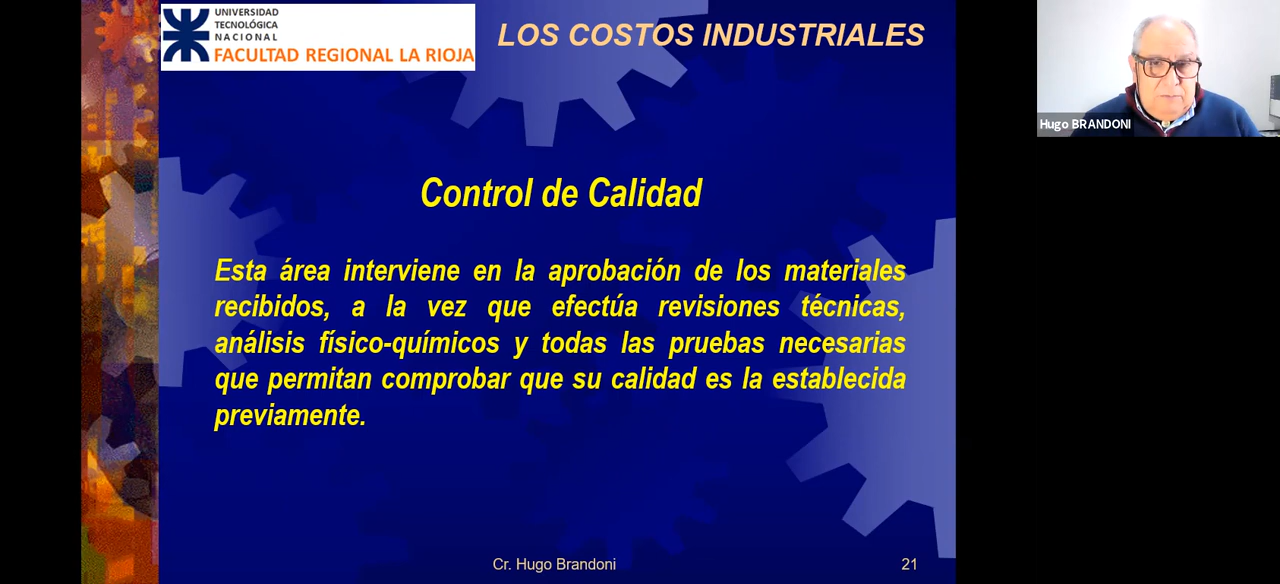 UNIVERSIDAD
TECNOLÓGICA
NACIONAL
FACULTAD REGIONAL LA RIOJA
LOS COSTOS INDUSTRIALES
Hugo BRANDONI
Control de Calidad
Esta área interviene en la aprobación de los materiales
recibidos, a la vez que efectúa revisiones técnicas,
análisis físico-químicos y todas las pruebas necesarias
que permitan comprobar que su calidad es la establecida
previamente.
Cr. Hugo Brandoni
21